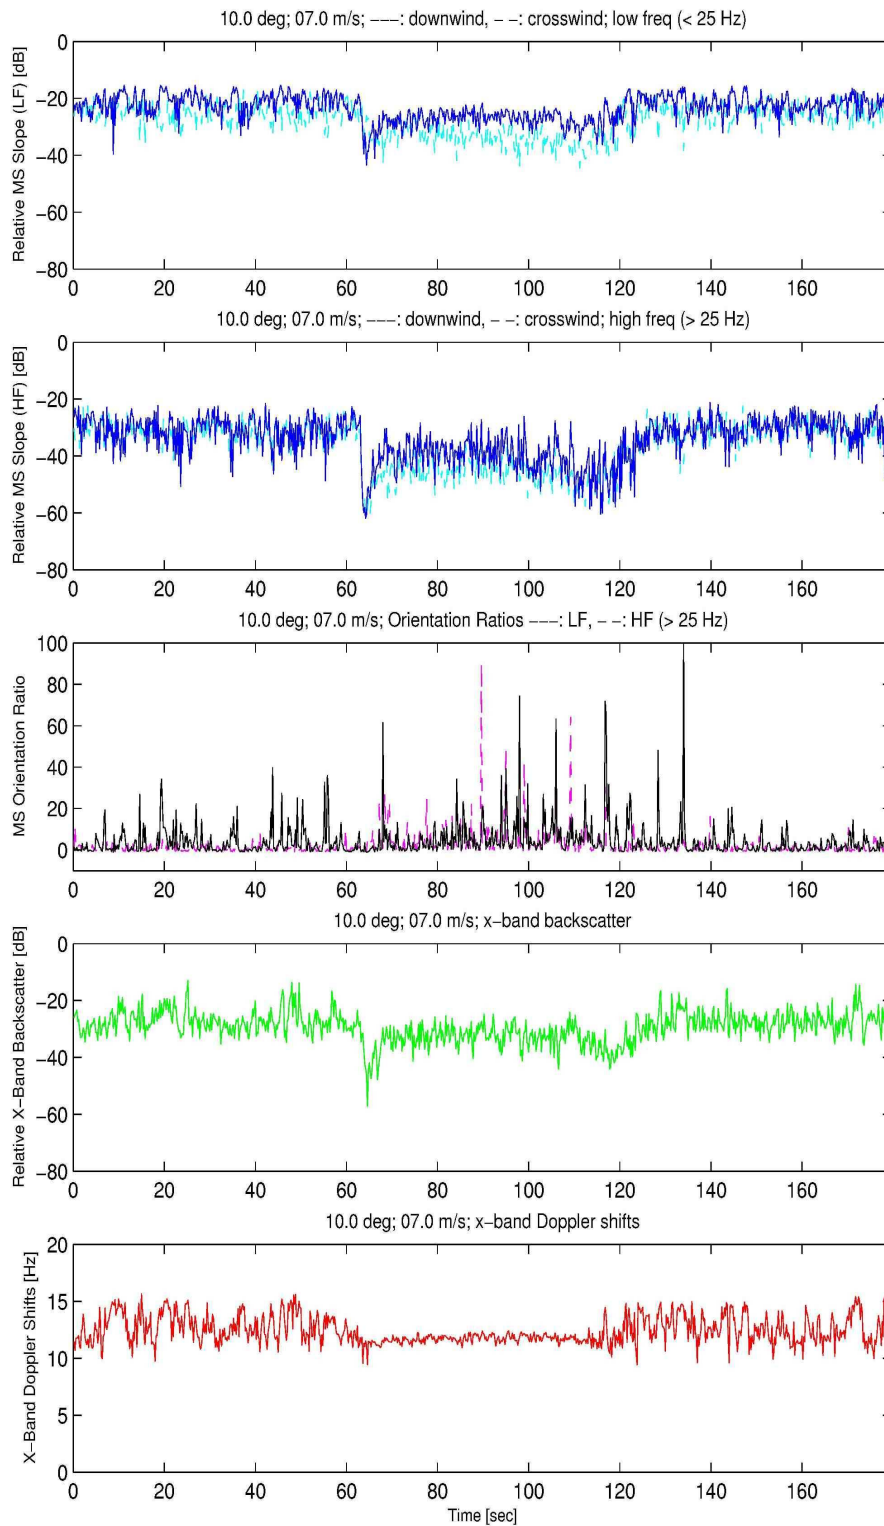 10.0 deg; 07.0 m/s; −−−: downwind, − −: crosswind; low freq (< 25 Hz)
Relative MS Slope (LF) [dB]
0
−20
−40
−60
−80
0 20 40 60 80 100 120 140 160
10.0 deg; 07.0 m/s; −−−: downwind, − −: crosswind; high freq (> 25 Hz)
Relative MS Slope (HF) [dB]
0
−20
−40
−60
−80
0 20 40 60 80 100 120 140 160
10.0 deg; 07.0 m/s; Orientation Ratios −−−: LF, − −: HF (> 25 Hz)
MS Orientation Ratio
100
80
60
40
20
0
0 20 40 60 80 100 120 140 160
10.0 deg; 07.0 m/s; x−band backscatter
Relative X−Band Backscatter [dB]
0
−20
−40
−60
−80
0 20 40 60 80 100 120 140 160
10.0 deg; 07.0 m/s; x−band Doppler shifts
X−Band Doppler Shifts [Hz]
20
15
10
5
0
0 20 40 60 80 100 120 140 160
Time [sec]